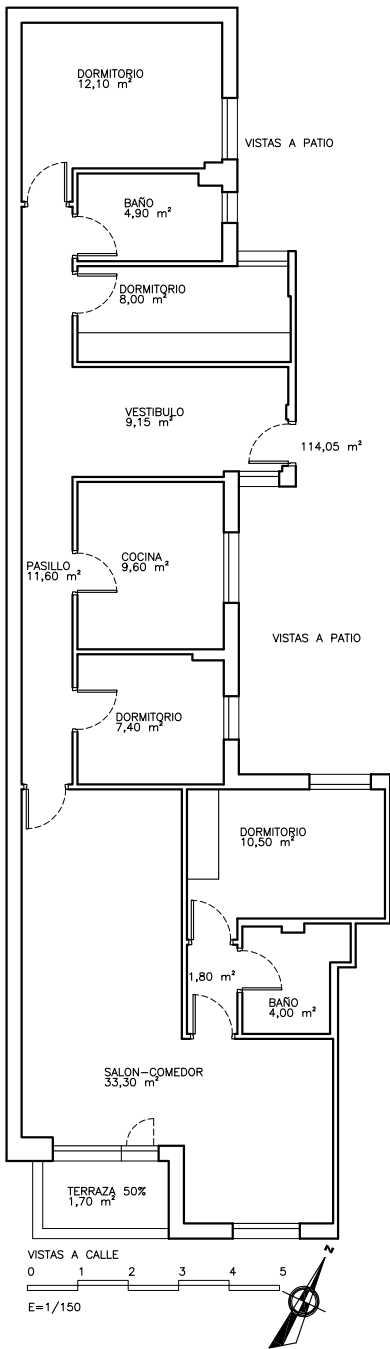 DORMITORIO
12,10 m²
VISTAS A PATIO
BAÑO
4,90 m²
DORMITORIO
8,00 m²
VESTIBULO
9,15 m²
114,05 m²
PASILLO
11,60 m²
COCINA
9,60 m²
VISTAS A PATIO
DORMITORIO
7,40 m²
DORMITORIO
10,50 m²
1,80 m²
BAÑO
4,00 m²
SALON-COMEDOR
33,30 m²
TERRAZA 50%
1,70 m²
VISTAS A CALLE
0 1 2 3 4 5
E=1/150
N